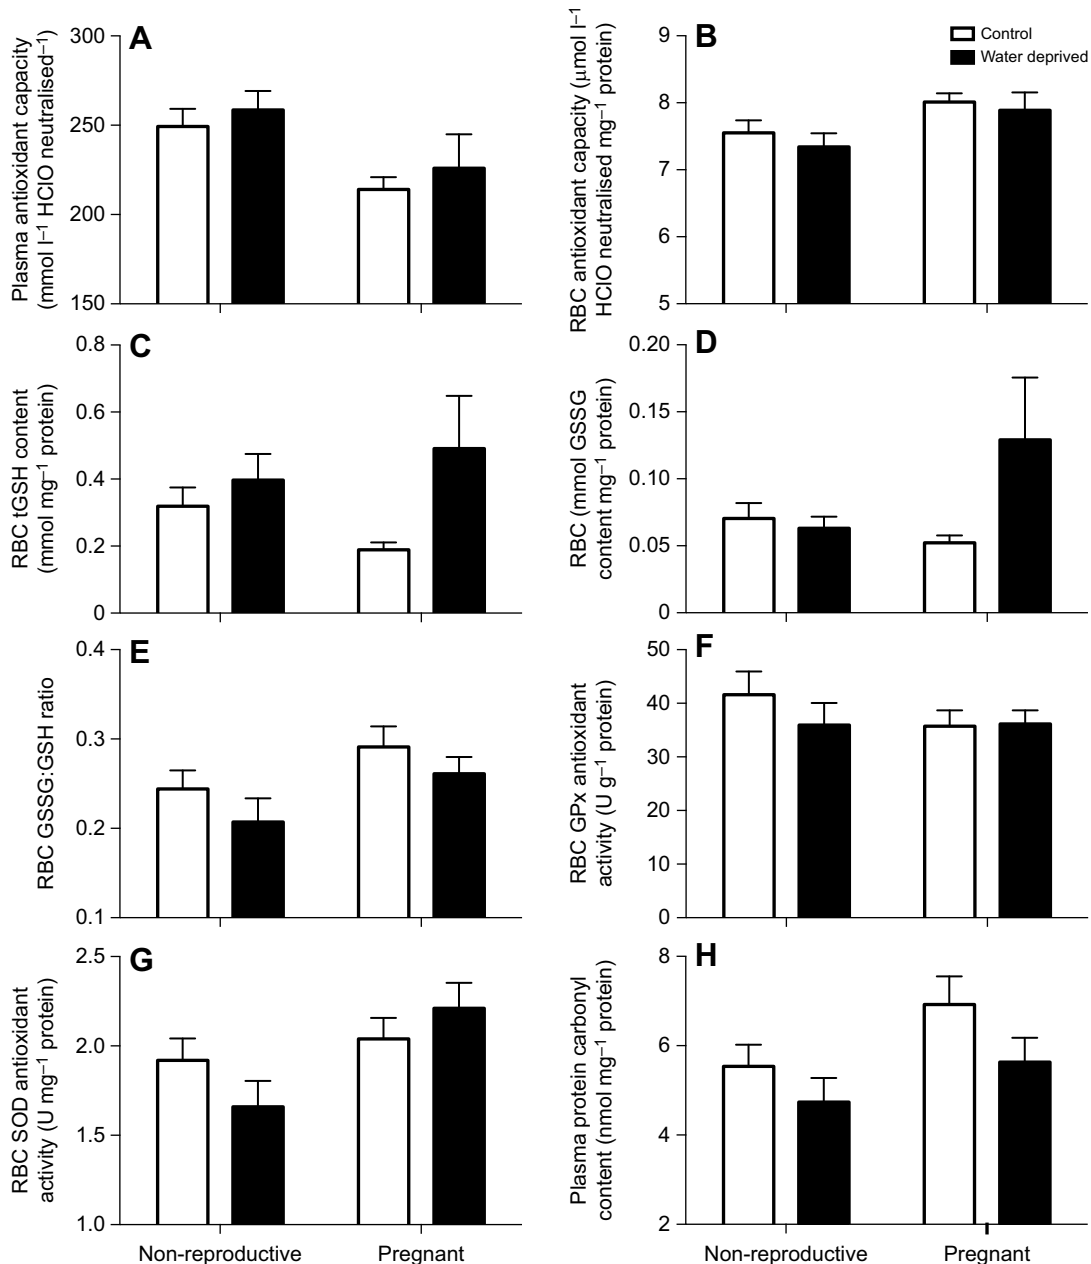 A
Plasma antioxidant capacity
(mmol l⁻¹ HClO neutralised⁻¹)
300
250
200
150
B
Control
Water deprived
RBC antioxidant capacity (μmol l⁻¹
HClO neutralised mg⁻¹ protein)
9
8
7
6
5
C
RBC tGSH content
(mmol mg⁻¹ protein)
0.8
0.6
0.4
0.2
0
D
RBC (mmol GSSG
content mg⁻¹ protein)
0.20
0.15
0.10
0.05
0
E
RBC GSSG:GSH ratio
0.4
0.3
0.2
0.1
F
RBC GPx antioxidant
activity (U g⁻¹ protein)
50
40
30
20
10
0
G
RBC SOD antioxidant
activity (U mg⁻¹ protein)
2.5
2.0
1.5
1.0
Non-reproductive Pregnant
H
Plasma protein carbonyl
content (nmol mg⁻¹ protein)
8
6
4
2
Non-reproductive Pregnant